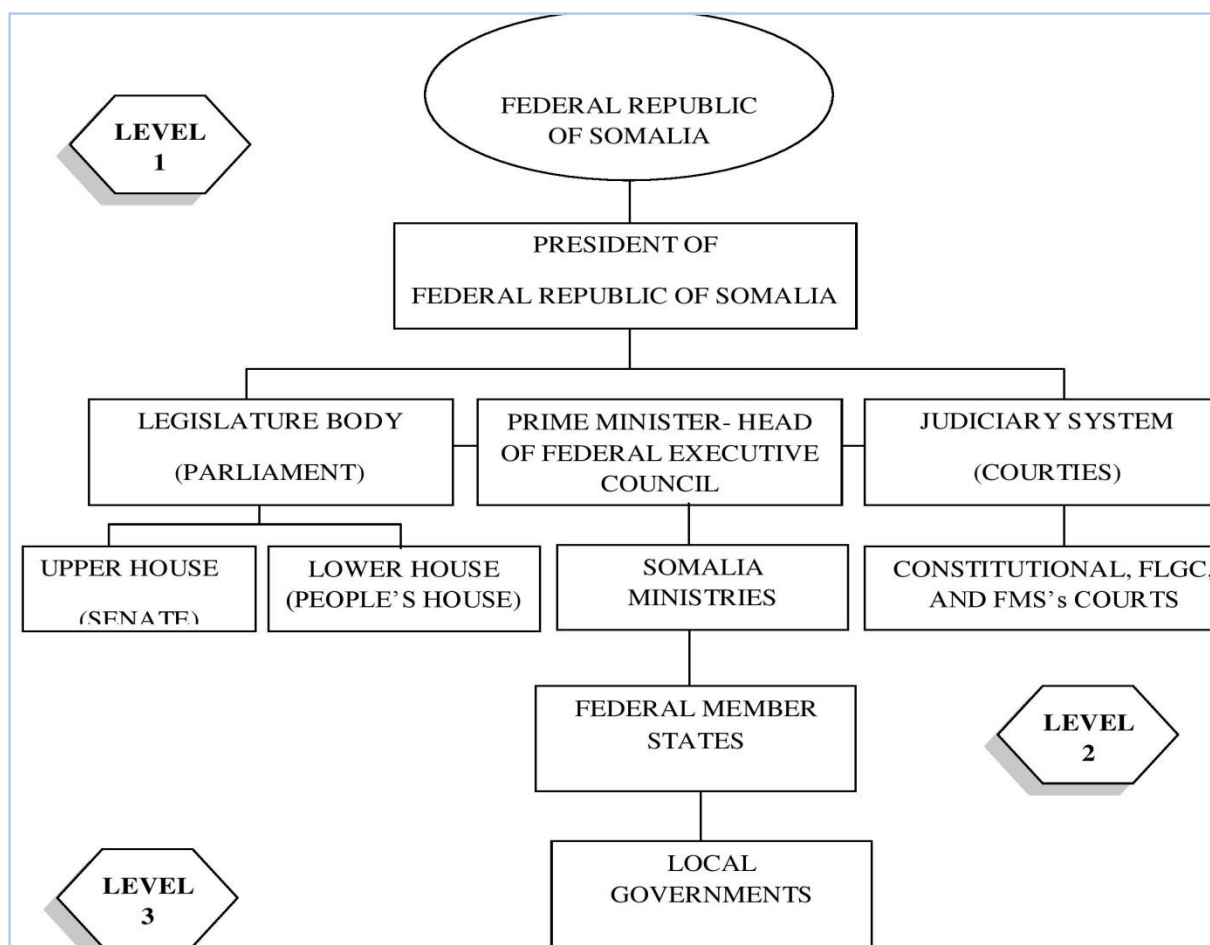 FEDERAL REPUBLIC
OF SOMALIA
LEVEL
1
PRESIDENT OF
FEDERAL REPUBLIC OF SOMALIA
LEGISLATURE BODY
(PARLIAMENT)
PRIME MINISTER- HEAD
OF FEDERAL EXECUTIVE
COUNCIL
JUDICIARY SYSTEM
(COURTIES)
UPPER HOUSE
(SENATE)
LOWER HOUSE
(PEOPLE’S HOUSE)
SOMALIA
MINISTRIES
CONSTITUTIONAL, FLGC,
AND FMS’s COURTS
FEDERAL MEMBER
STATES
LEVEL
2
LOCAL
GOVERNMENTS
LEVEL
3